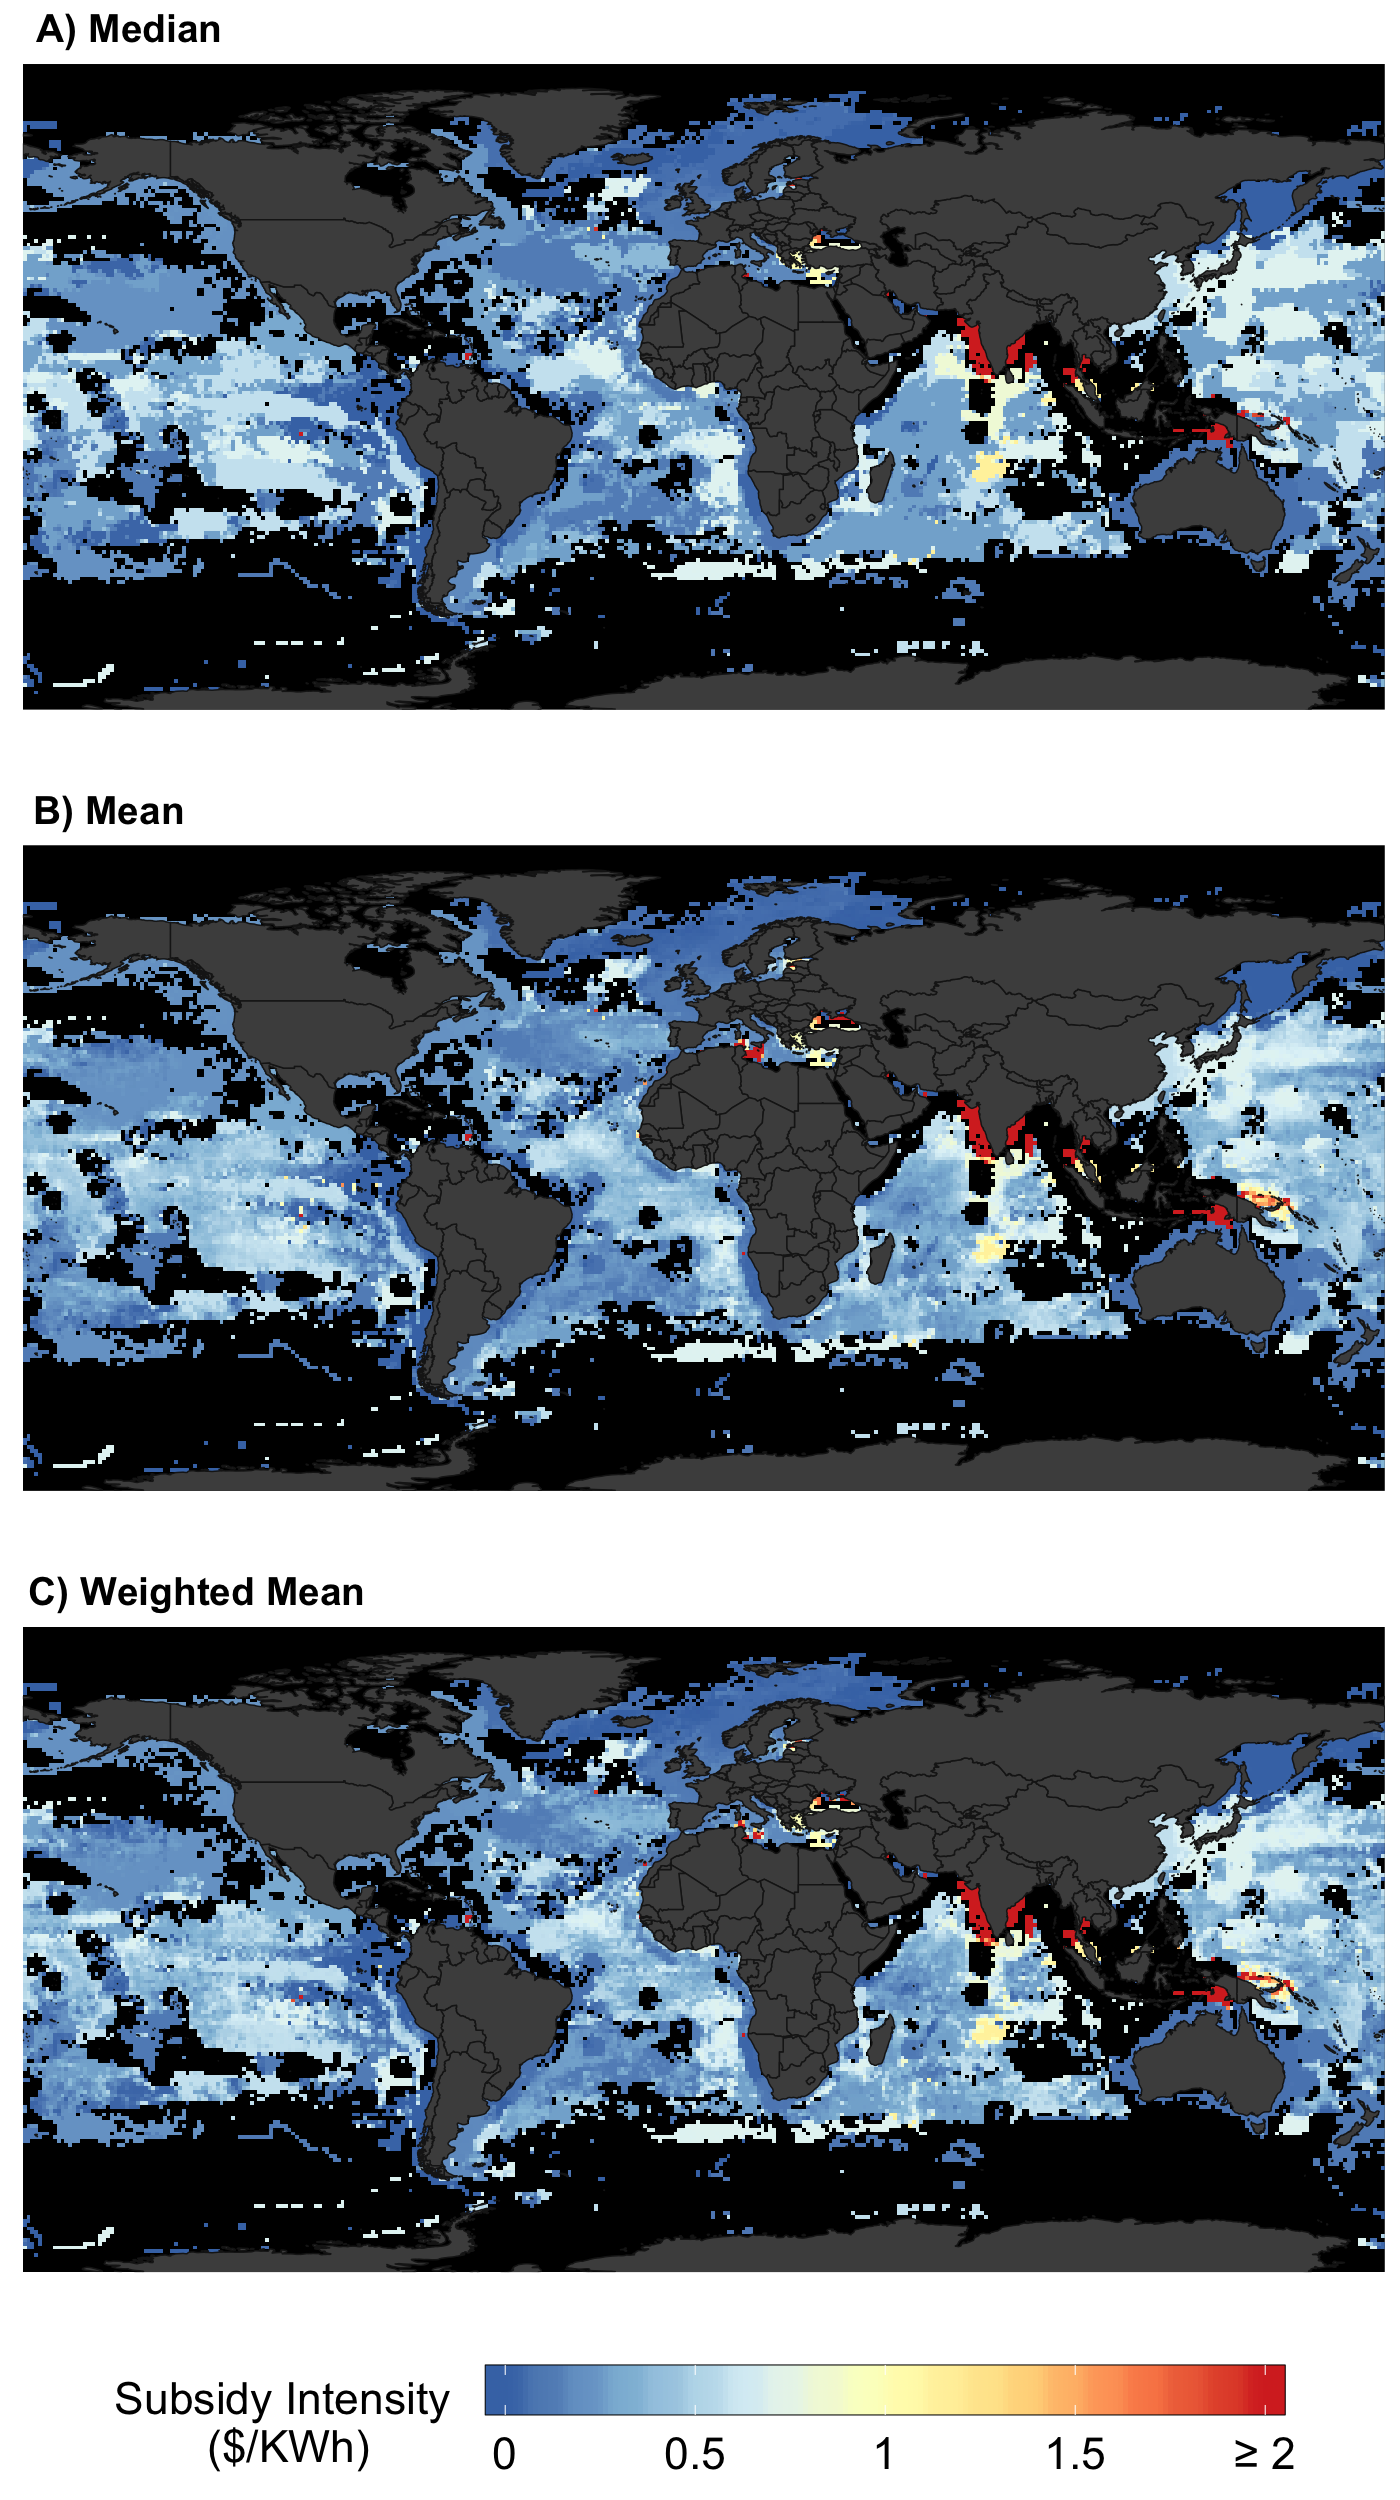 A) Median
B) Mean
C) Weighted Mean
Subsidy Intensity
($/KWh)
0 0.5 1 1.5 ≥ 2